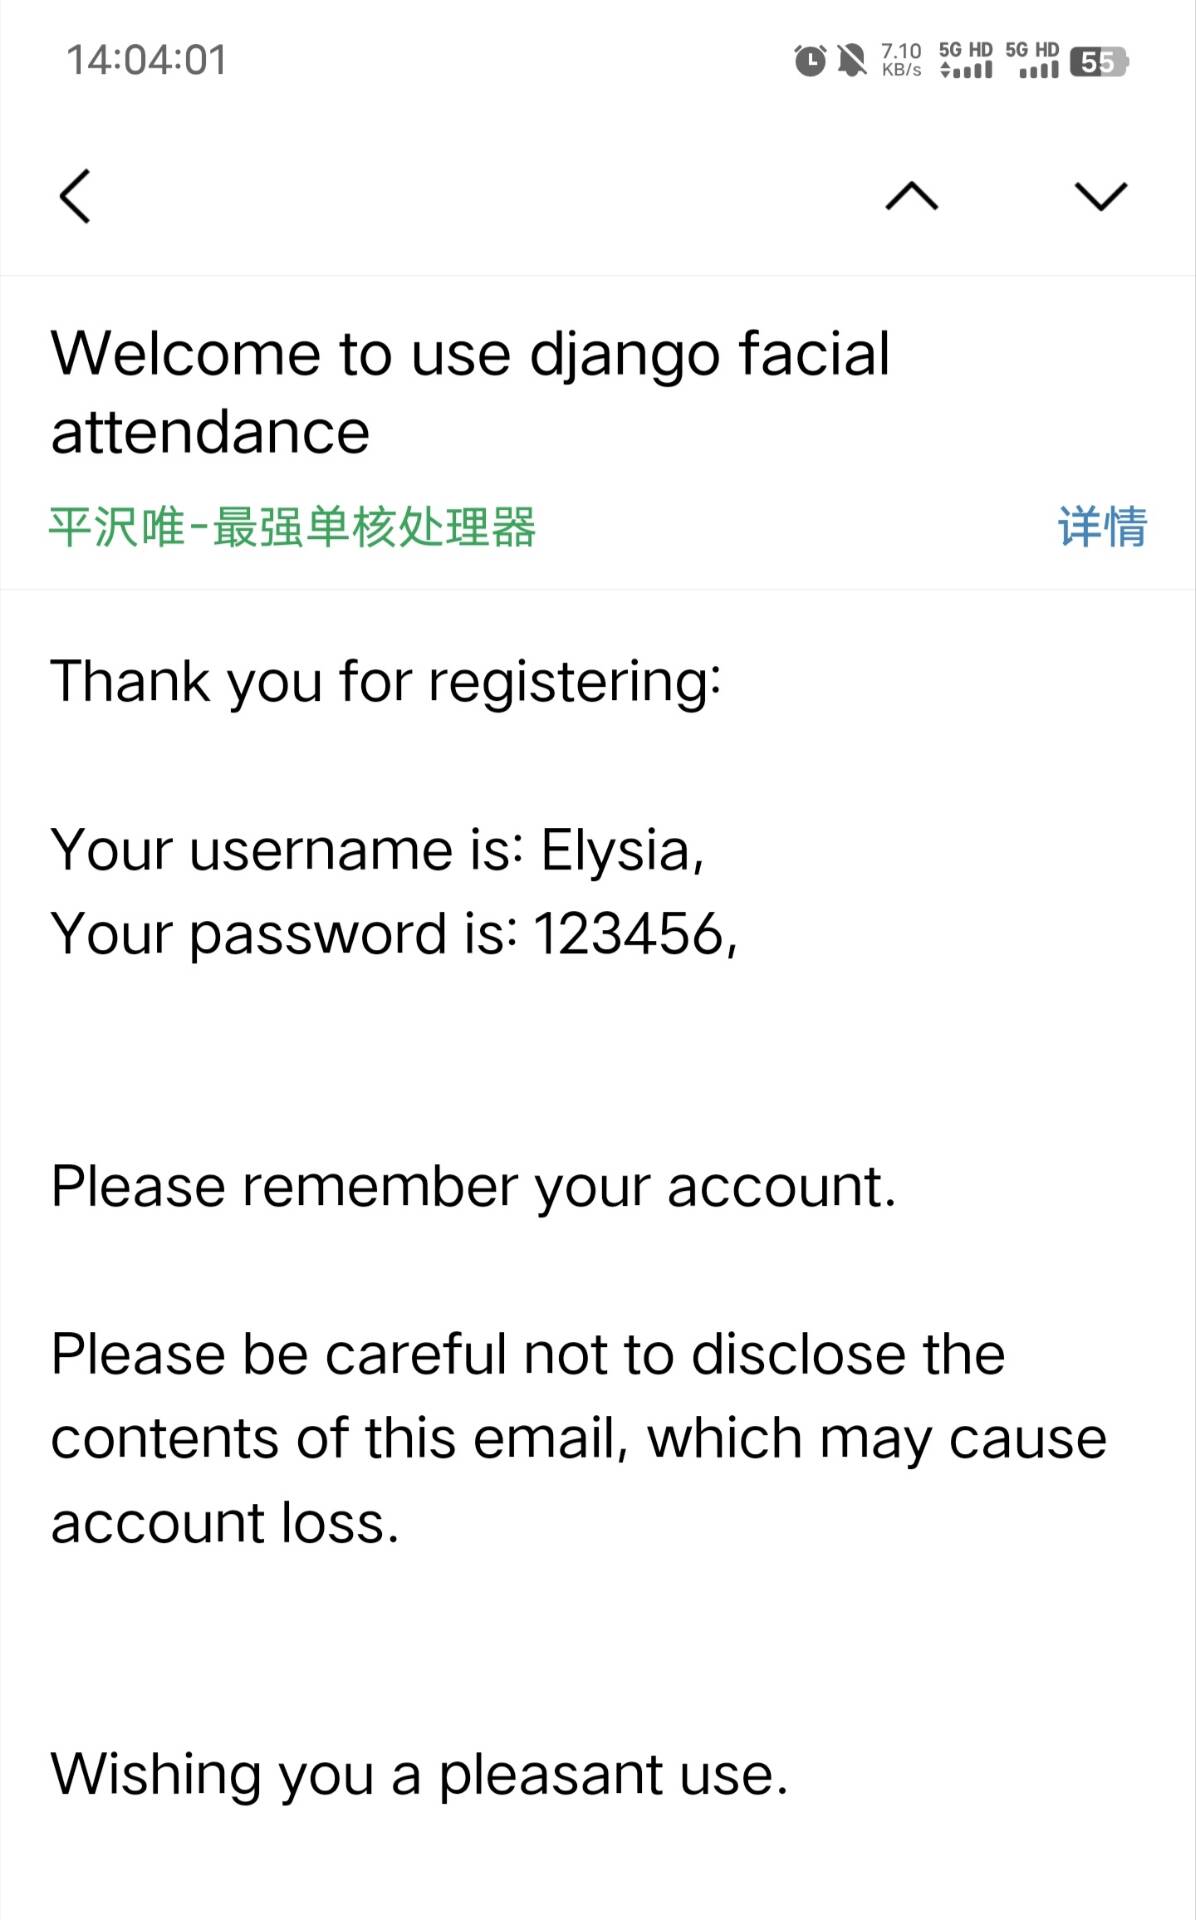 14:04:01
7.10 KB/s 5G HD 5G HD 55
Welcome to use django facial
attendance
平沢唯-最强单核处理器 详情
Thank you for registering:
Your username is: Elysia,
Your password is: 123456,
Please remember your account.
Please be careful not to disclose the
contents of this email, which may cause
account loss.
Wishing you a pleasant use.